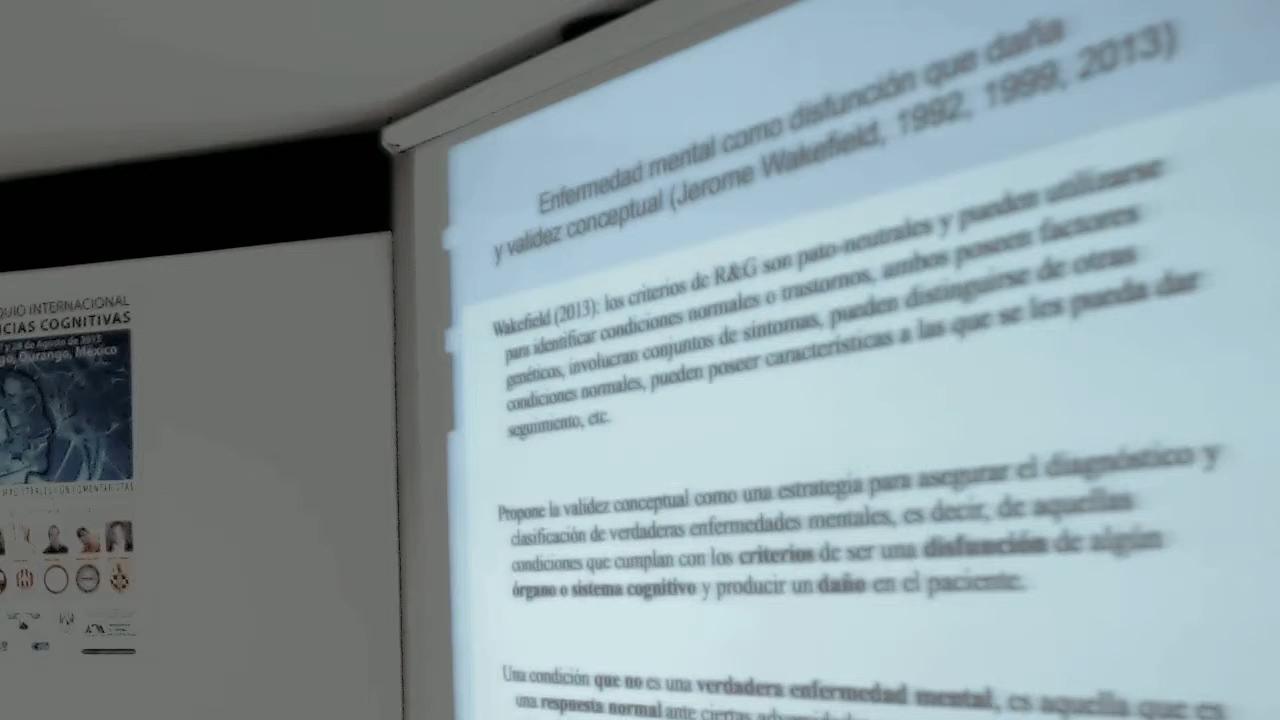 Enfermedad mental como disfunción que daña
y validez conceptual (Jerome Wakefield, 1992, 1999, 2013)
Wakefield (2013): los criterios de R&G son pato-neutrales y pueden utilizarse
para identificar condiciones normales o trastornos, ambos poseen factores
genéticos, involucran conjuntos de síntomas, pueden distinguirse de otras
condiciones normales, pueden poseer características a las que se les pueda dar
seguimiento, etc.
Propone la validez conceptual como una estrategia para asegurar el diagnóstico y
clasificación de verdaderas enfermedades mentales, es decir, de aquellas
condiciones que cumplan con los criterios de ser una disfunción de algún
órgano o sistema cognitivo y producir un daño en el paciente.
Una condición que no es una verdadera enfermedad mental, es aquella que es
una respuesta normal ante ciertas
QUIO INTERNACIONAL
CIAS COGNITIVAS
de Agosto de 2015
go, Durango, México